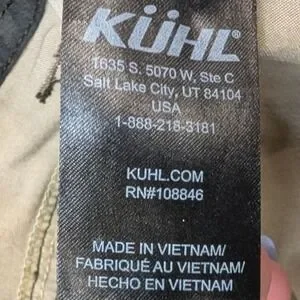 KÜHL®
1635 S. 5070 W, Ste C
Salt Lake City, UT 84104
USA
1-888-218-3181
KUHL.COM
RN#108846
MADE IN VIETNAM/
FABRIQUÉ AU VIETNAM/
HECHO EN VIETNAM